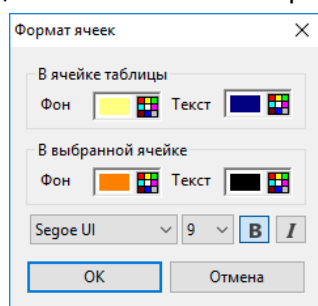 Формат ячеек
В ячейке таблицы
Фон Текст
В выбранной ячейке
Фон Текст
Segoe UI 9 B I
OK Отмена